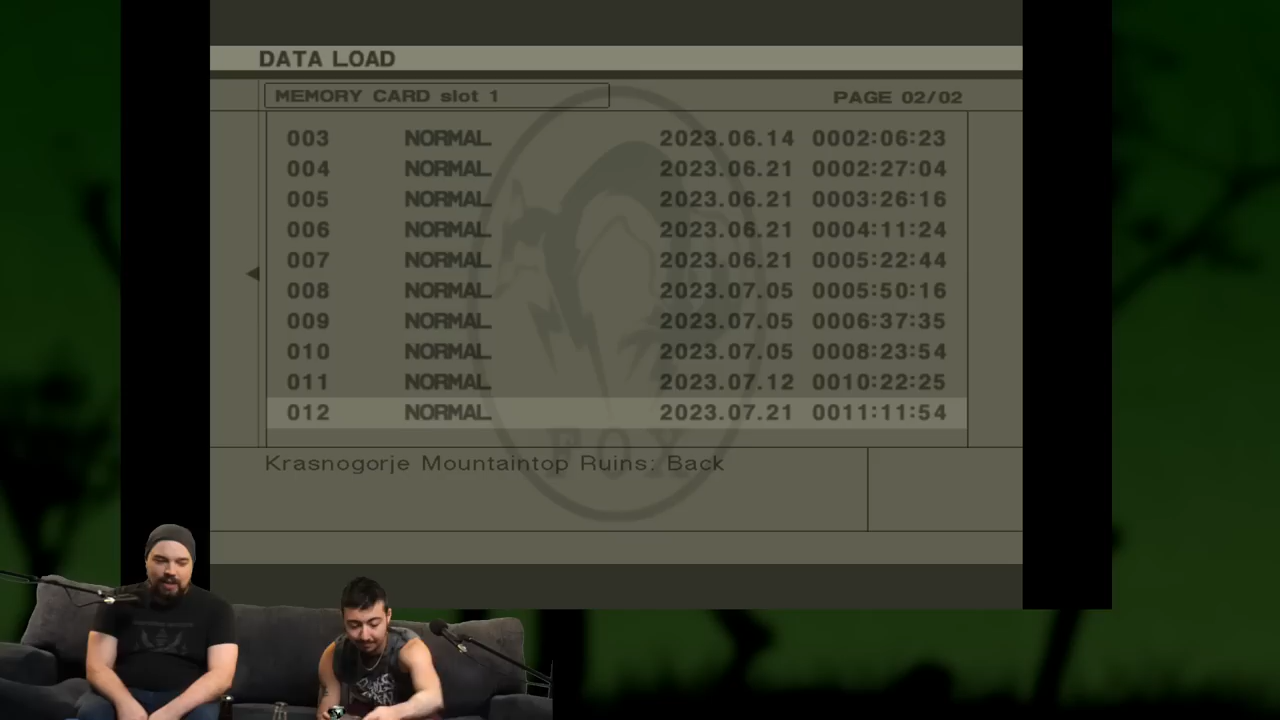 DATA LOAD
MEMORY CARD slot 1 PAGE 02/02
003 NORMAL 2023.06.14 0002:06:23
004 NORMAL 2023.06.21 0002:27:04
005 NORMAL 2023.06.21 0003:26:16
006 NORMAL 2023.06.21 0004:11:24
007 NORMAL 2023.06.21 0005:22:44
008 NORMAL 2023.07.05 0005:50:16
009 NORMAL 2023.07.05 0006:37:35
010 NORMAL 2023.07.05 0008:23:54
011 NORMAL 2023.07.12 0010:22:25
012 NORMAL 2023.07.21 0011:11:54
FOX
Krasnogorje Mountaintop Ruins: Back